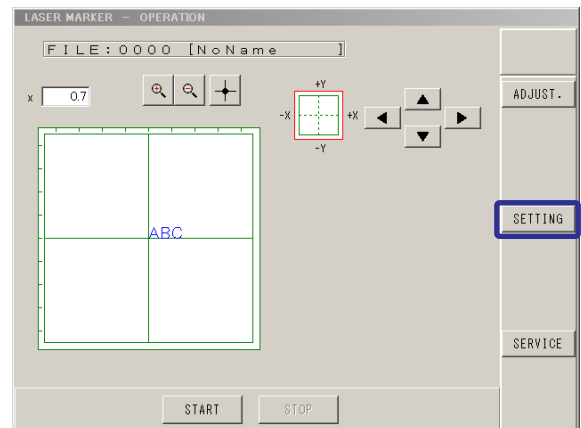 LASER MARKER － OPERATION
FILE:0000 [NoName      ]
x 0.7
+Y
-X +X
-Y
ADJUST.
ABC
SETTING
SERVICE
START STOP